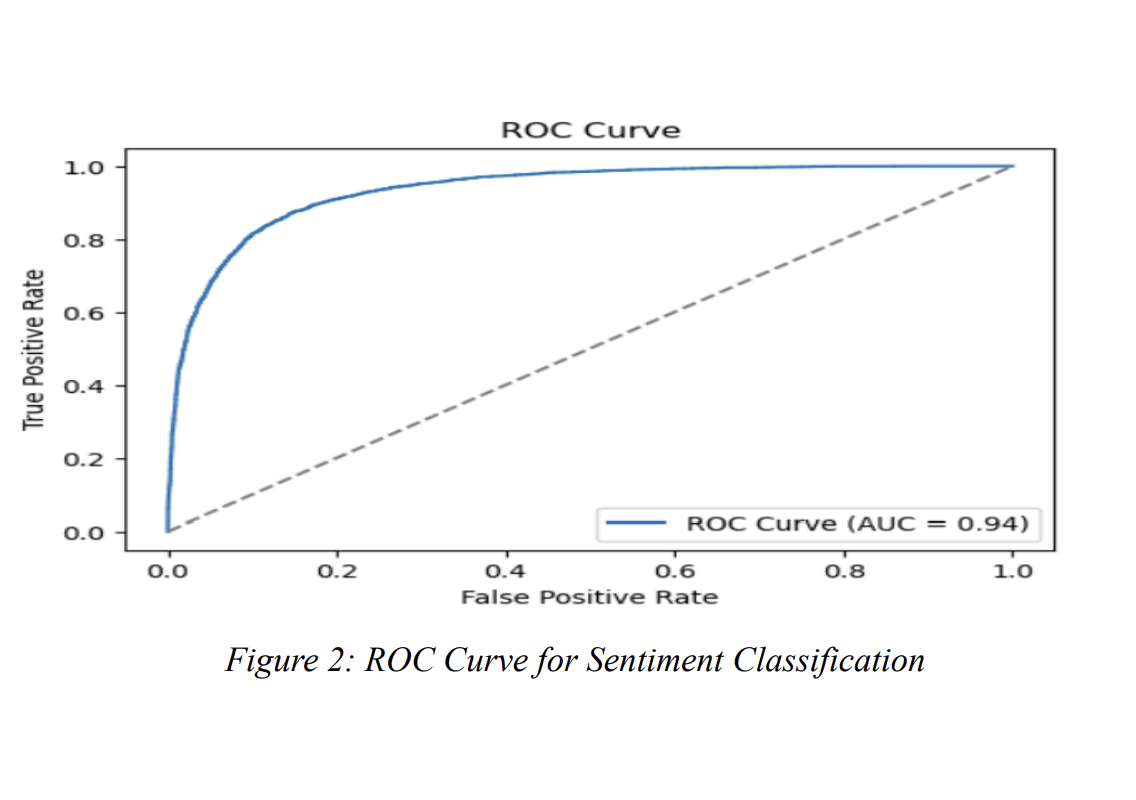 ROC Curve
1.0
0.8
0.6
0.4
0.2
0.0
True Positive Rate
ROC Curve (AUC = 0.94)
0.0 0.2 0.4 0.6 0.8 1.0
False Positive Rate
Figure 2: ROC Curve for Sentiment Classification